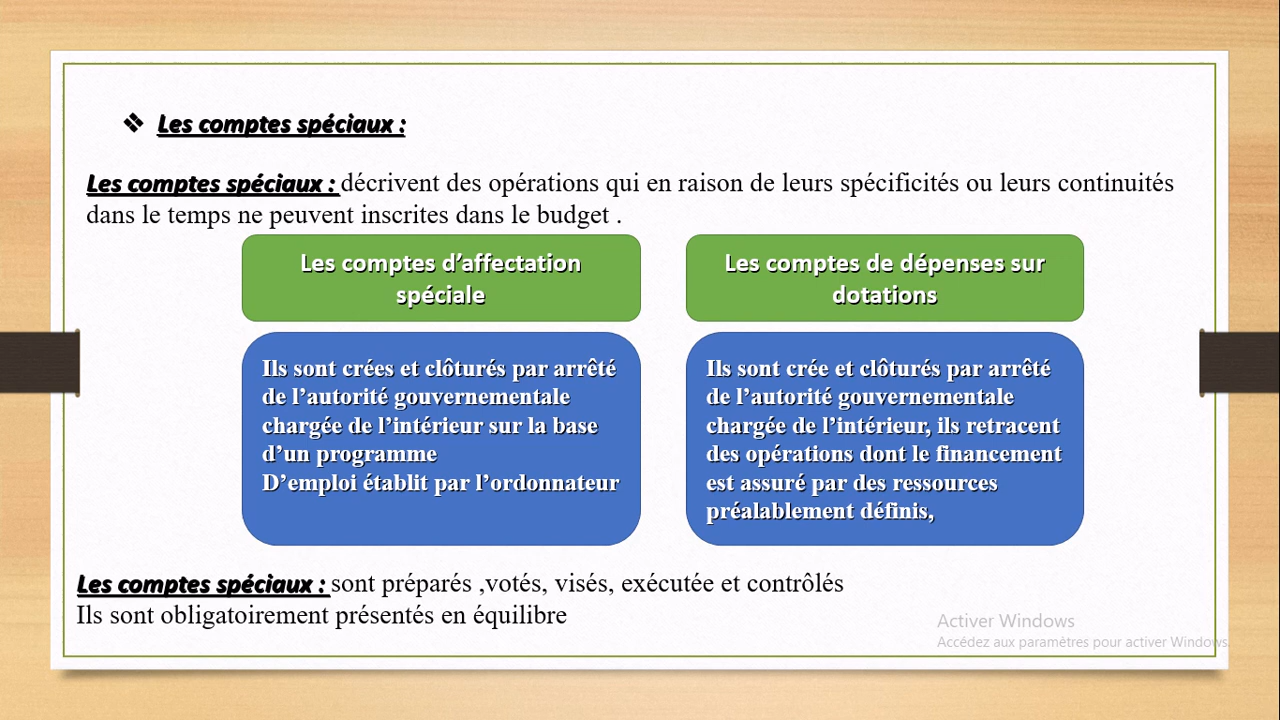 ❖ Les comptes spéciaux :
Les comptes spéciaux : décrivent des opérations qui en raison de leurs spécificités ou leurs continuités
dans le temps ne peuvent inscrites dans le budget .
Les comptes d’affectation
spéciale
Ils sont crées et clôturés par arrêté
de l’autorité gouvernementale
chargée de l’intérieur sur la base
d’un programme
D’emploi établit par l’ordonnateur
Les comptes de dépenses sur
dotations
Ils sont crée et clôturés par arrêté
de l’autorité gouvernementale
chargée de l’intérieur, ils retracent
des opérations dont le financement
est assuré par des ressources
préalablement définis,
Les comptes spéciaux : sont préparés ,votés, visés, exécutée et contrôlés
Ils sont obligatoirement présentés en équilibre
Activer Windows
Accédez aux paramètres pour activer Windows.